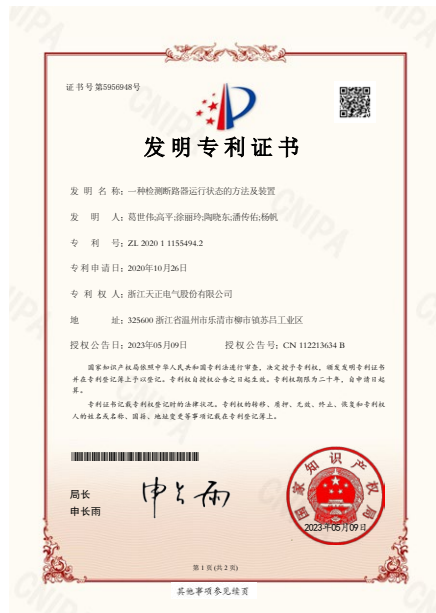 证书号第5956948号
发明专利证书
发明名称：一种检测断路器运行状态的方法及装置
发明人：葛世伟;高平;徐丽玲;陶晓东;潘传佑;杨帆
专利号：ZL 2020 1 1155494.2
专利申请日：2020年10月26日
专利权人：浙江天正电气股份有限公司
地址：325600 浙江省温州市乐清市柳市镇苏吕工业区
授权公告日：2023年05月09日 授权公告号：CN 112213634 B
国家知识产权局依照中华人民共和国专利法进行审查，决定授予专利权，颁发发明专利证书
并在专利登记簿上予以登记。专利权自授权公告之日起生效。专利权期限为二十年，自申请日起
算。
专利证书记载专利权登记时的法律状况。专利权的转移、质押、无效、终止、恢复和专利权
人的姓名或名称、国籍、地址变更等事项记载在专利登记簿上。
局长
申长雨
申长雨
国家知识产权局
2023年05月09日
第 1 页 (共 2 页)
其他事项参见续页
CNIPA